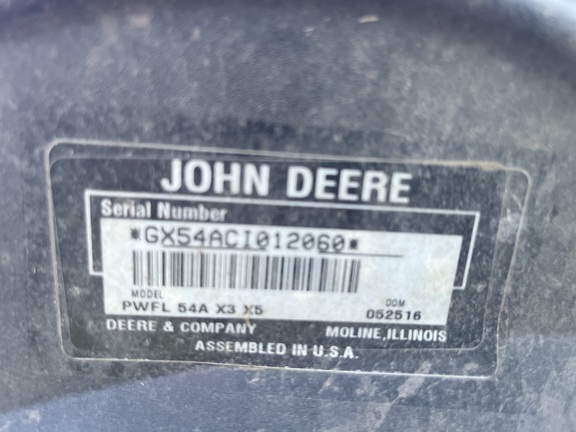 JOHN DEERE
Serial Number
*GX54ACI012060*
MODEL
DOM
PWFL 54A X3 X5
052516
DEERE & COMPANY
MOLINE, ILLINOIS
ASSEMBLED IN U.S.A.